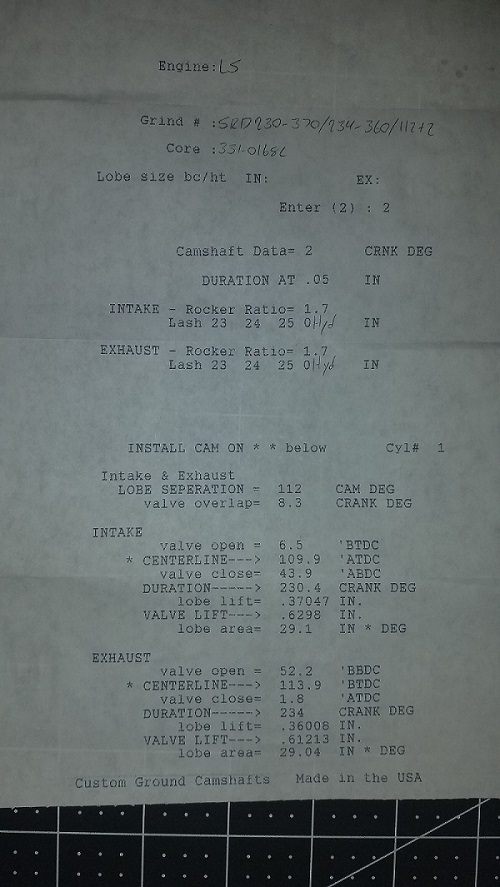 Engine: LS
Grind # : SRD230-370/234-360/112+2
Core : 331-0168L
Lobe size bc/ht IN: EX:
Enter (2) : 2
Camshaft Data= 2 CRNK DEG
DURATION AT .05 IN
INTAKE - Rocker Ratio= 1.7
Lash 23 24 25 0 Hyd IN
EXHAUST - Rocker Ratio= 1.7
Lash 23 24 25 0 Hyd IN
INSTALL CAM ON * * below Cyl# 1
Intake & Exhaust
LOBE SEPERATION = 112 CAM DEG
valve overlap= 8.3 CRANK DEG
INTAKE
valve open = 6.5 'BTDC
* CENTERLINE---> 109.9 'ATDC
valve close= 43.9 'ABDC
DURATION-----> 230.4 CRANK DEG
lobe lift= .37047 IN.
VALVE LIFT---> .6298 IN.
lobe area= 29.1 IN * DEG
EXHAUST
valve open = 52.2 'BBDC
* CENTERLINE---> 113.9 'BTDC
valve close= 1.8 'ATDC
DURATION-----> 234 CRANK DEG
lobe lift= .36008 IN.
VALVE LIFT---> .61213 IN.
lobe area= 29.04 IN * DEG
Custom Ground Camshafts Made in the USA